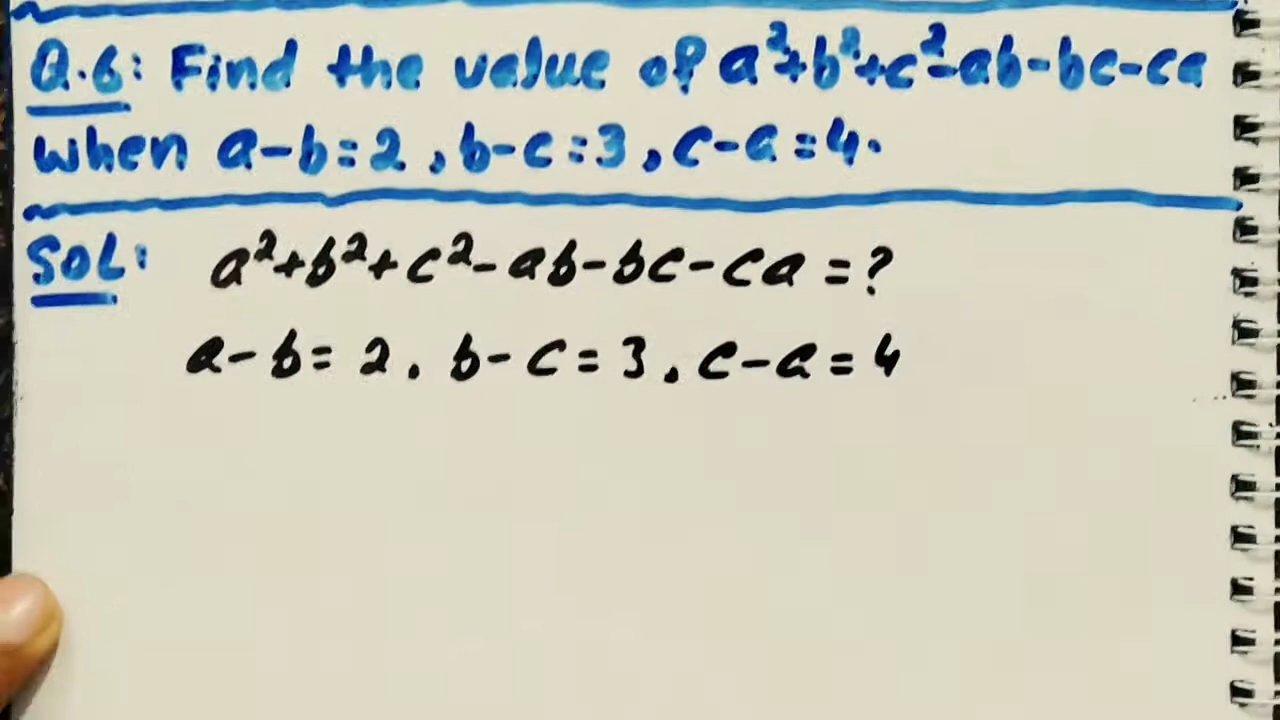 Q.6: Find the value of a²+b²+c²-ab-bc-ca
when a-b=2, b-c=3, c-a=4.
SOL: a²+b²+c²-ab-bc-ca=?
a-b=2, b-c=3, c-a=4